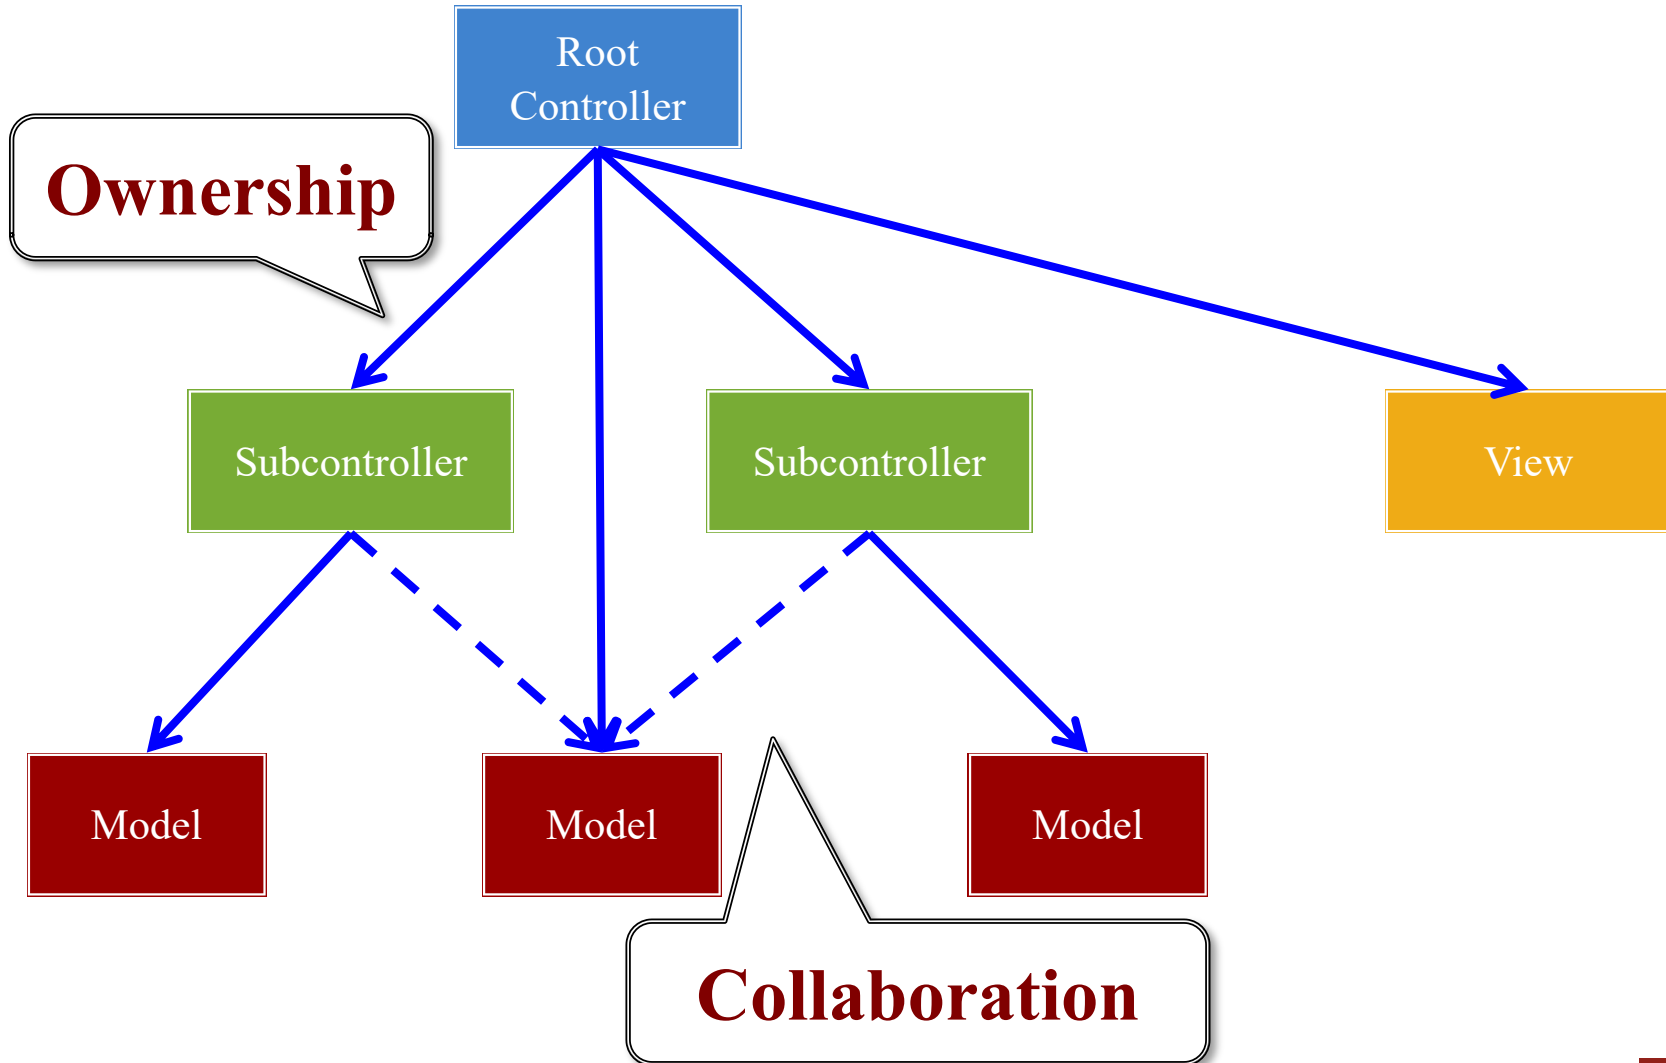 Root
Controller
Ownership
Subcontroller
Subcontroller
View
Model
Model
Model
Collaboration